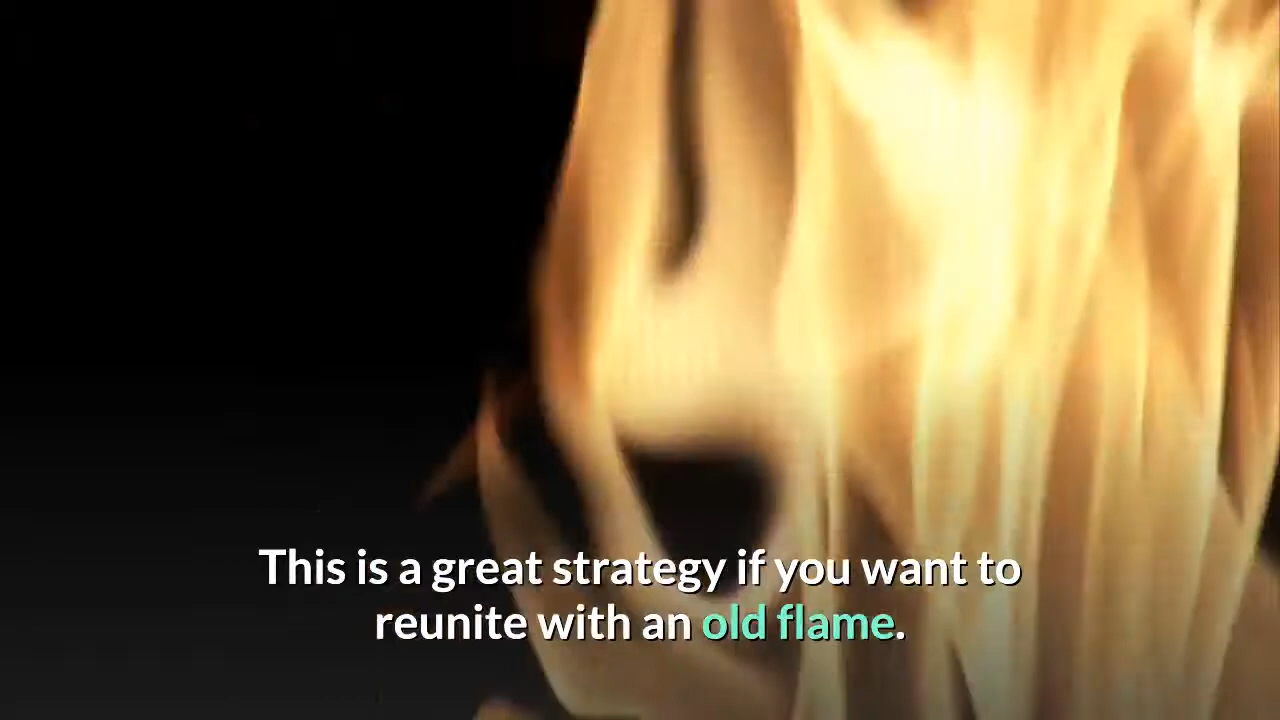 This is a great strategy if you want to
reunite with an old flame.